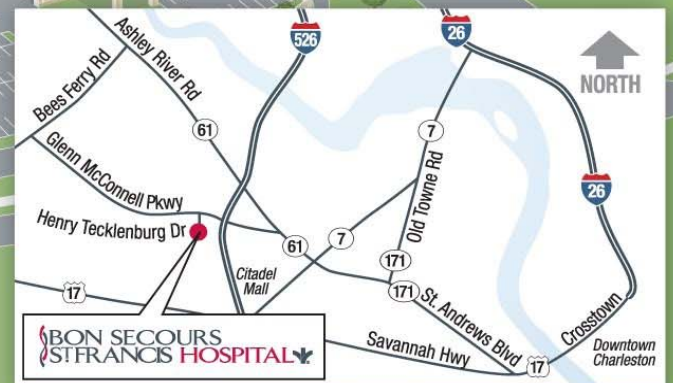 526
26
NORTH
Ashley River Rd
Bees Ferry Rd
61
7
Old Towne Rd
Glenn McConnell Pkwy
26
Henry Tecklenburg Dr
61
7
171
Citadel
Mall
171
17
St. Andrews Blvd
Crosstown
BON SECOURS
ST.FRANCIS HOSPITAL
Savannah Hwy
17
Downtown
Charleston